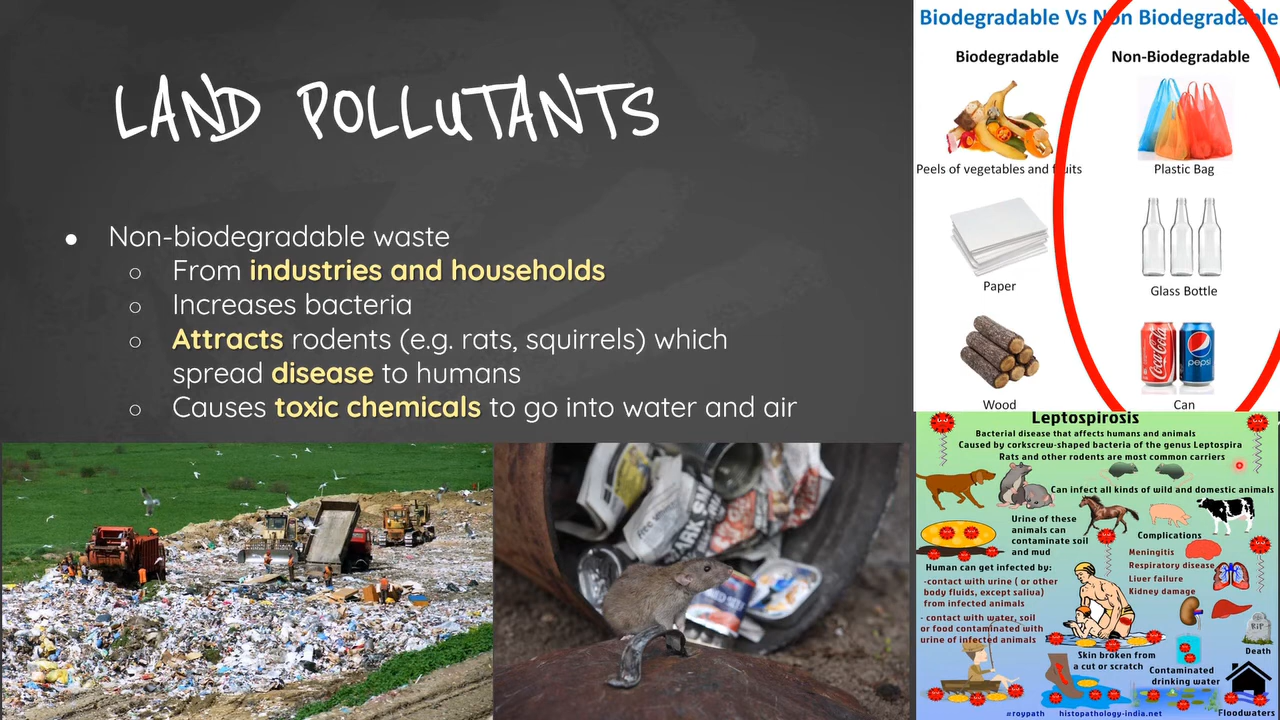 LAND POLLUTANTS
● Non-biodegradable waste
○ From industries and households
○ Increases bacteria
○ Attracts rodents (e.g. rats, squirrels) which
spread disease to humans
○ Causes toxic chemicals to go into water and air
Biodegradable Vs Non Biodegradable
Biodegradable
Non-Biodegradable
Peels of vegetables and fruits
Plastic Bag
Paper
Glass Bottle
Coca-Cola
pepsi
Wood
Can
Leptospirosis
Bacterial disease that affects humans and animals
Caused by corkscrew-shaped bacteria of the genus Leptospira
Rats and other rodents are most common carriers
Can infect all kinds of wild and domestic animals
Urine of these
animals can
contaminate soil
and mud
Complications
Meningitis
Respiratory disease
Liver failure
Kidney damage
Human can get infected by:
-contact with urine ( or other
body fluids, except saliva)
from infected animals
- contact with water, soil
or food contaminated with
urine of infected animals
RIP
Death
Skin broken from
a cut or scratch
Contaminated
drinking water
Floodwaters
#roypath
histopathology-india.net